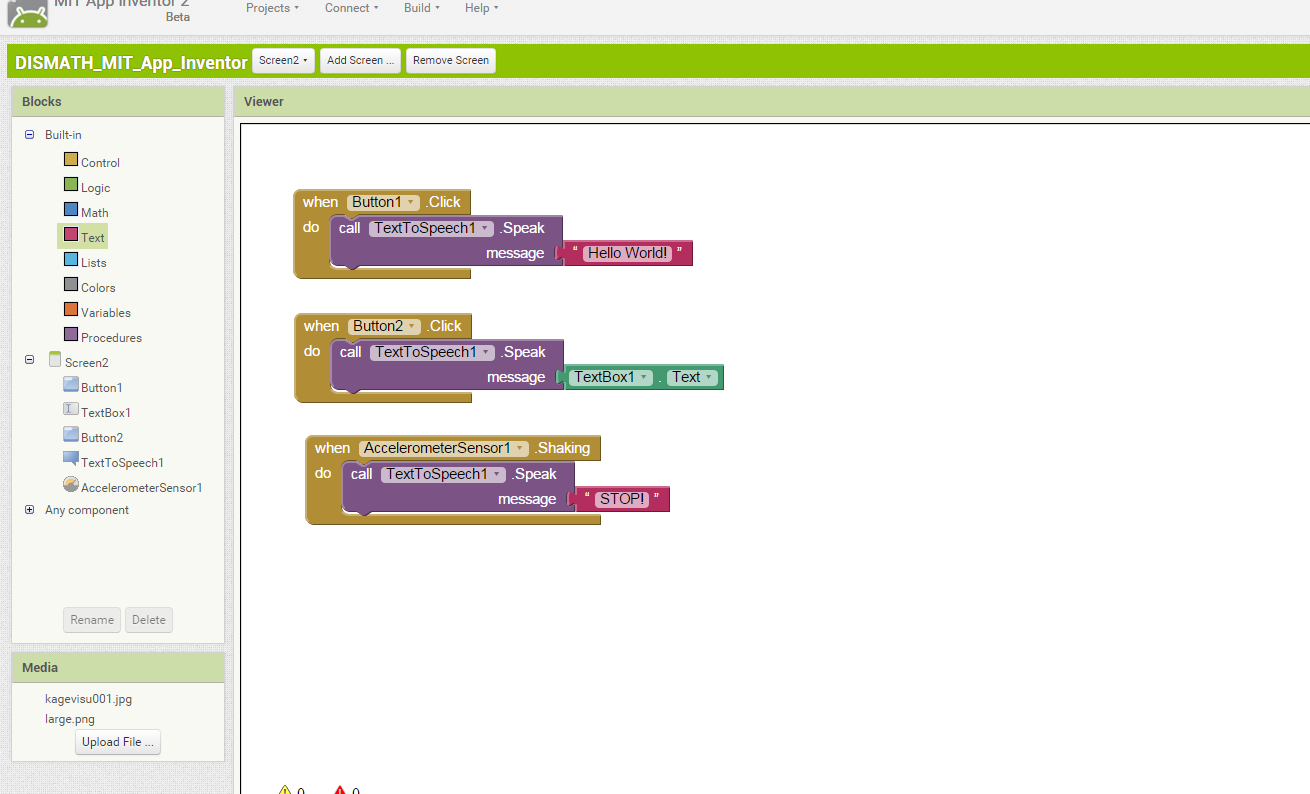 MIT App Inventor 2
Beta
Projects Connect Build Help
DISMATH_MIT_App_Inventor Screen2 Add Screen ... Remove Screen
Blocks
Built-in
Control
Logic
Math
Text
Lists
Colors
Variables
Procedures
Screen2
Button1
TextBox1
Button2
TextToSpeech1
AccelerometerSensor1
Any component
Rename Delete
Media
kagevisu001.jpg
large.png
Upload File ...
Viewer
when Button1 .Click
do call TextToSpeech1 .Speak
message “ Hello World! ”
when Button2 .Click
do call TextToSpeech1 .Speak
message TextBox1 . Text
when AccelerometerSensor1 .Shaking
do call TextToSpeech1 .Speak
message “ STOP! ”
0 0